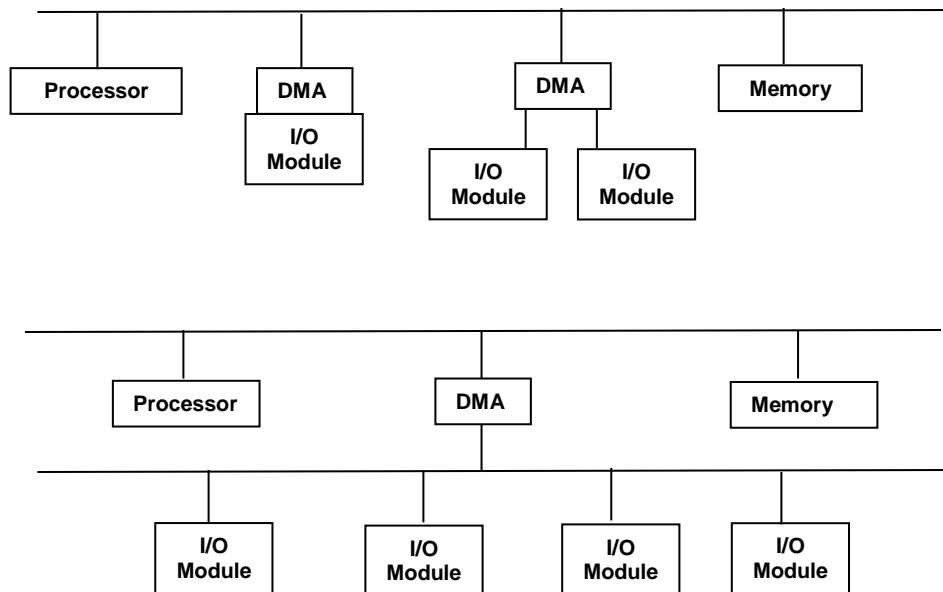 Processor
DMA
DMA
Memory
I/O
Module
I/O
Module
I/O
Module
Processor
DMA
Memory
I/O
Module
I/O
Module
I/O
Module
I/O
Module